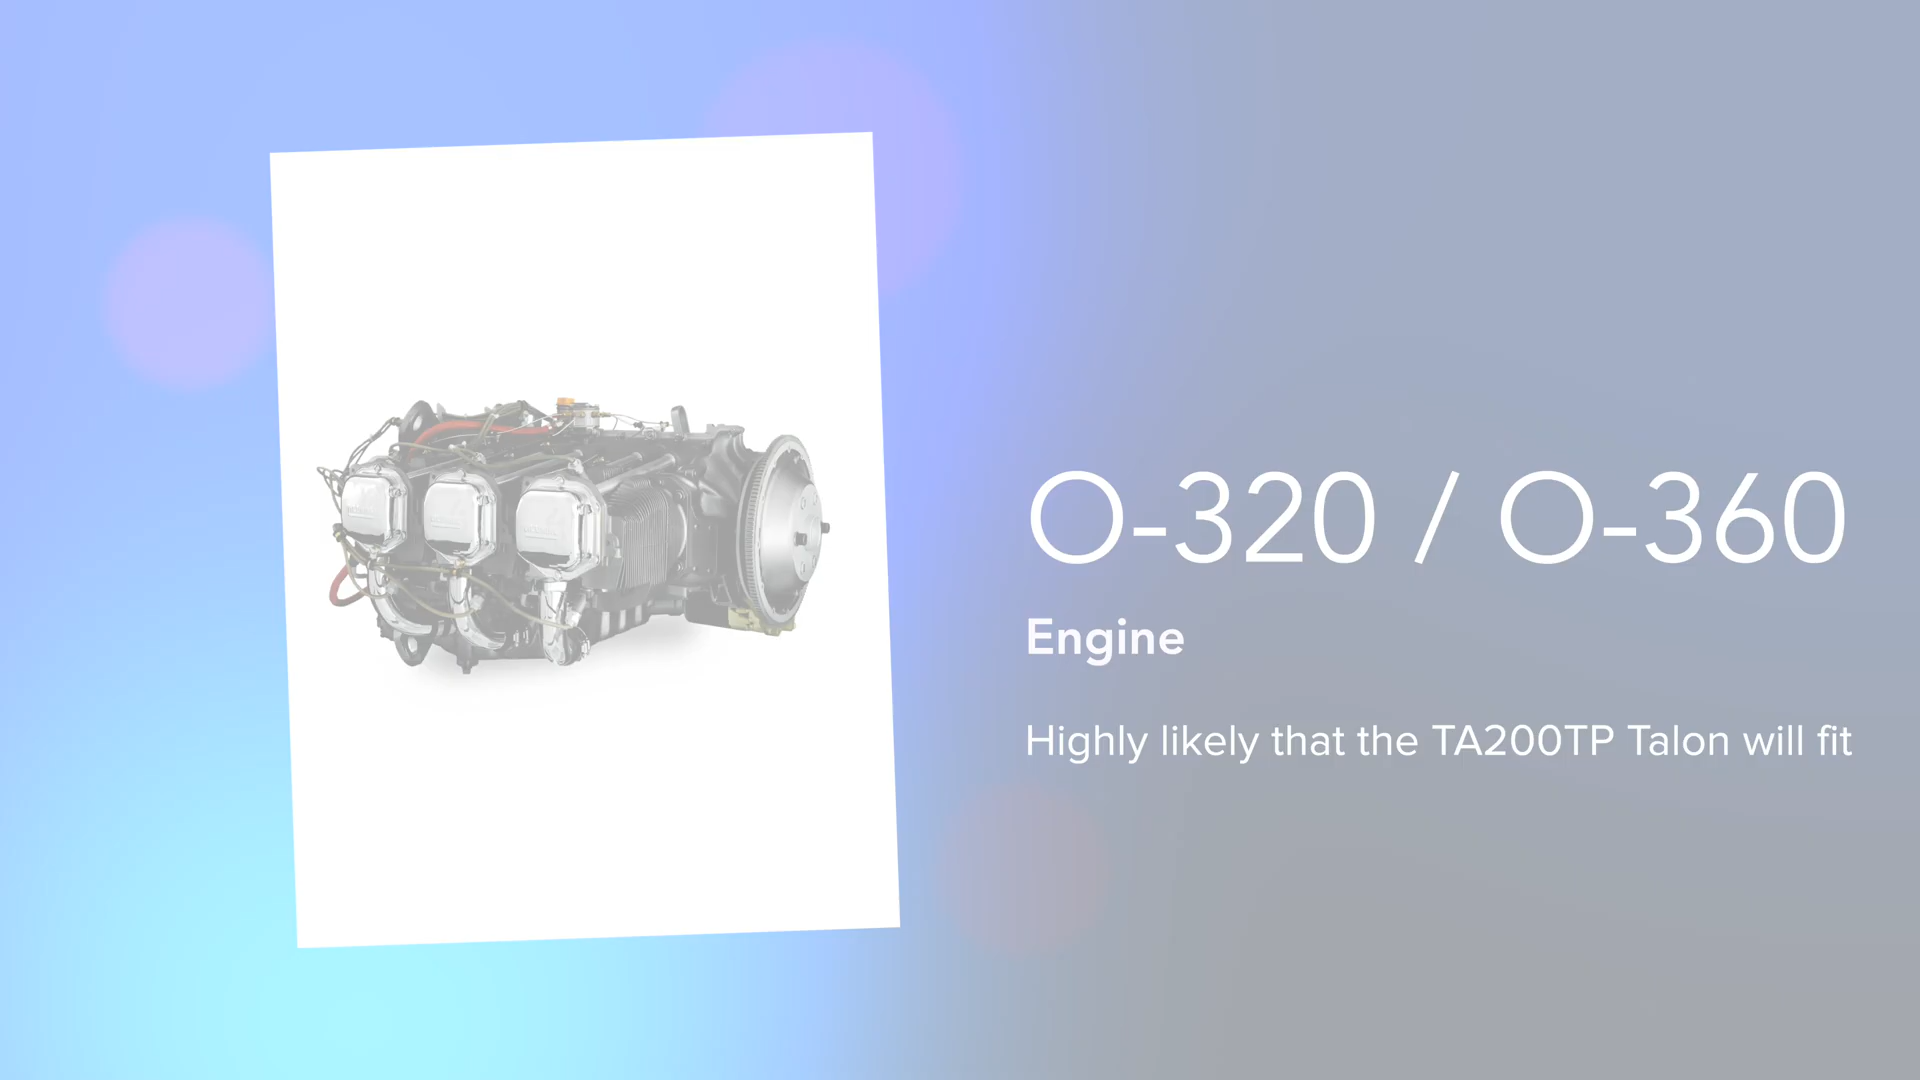 O-320 / O-360
Engine
Highly likely that the TA200TP Talon will fit